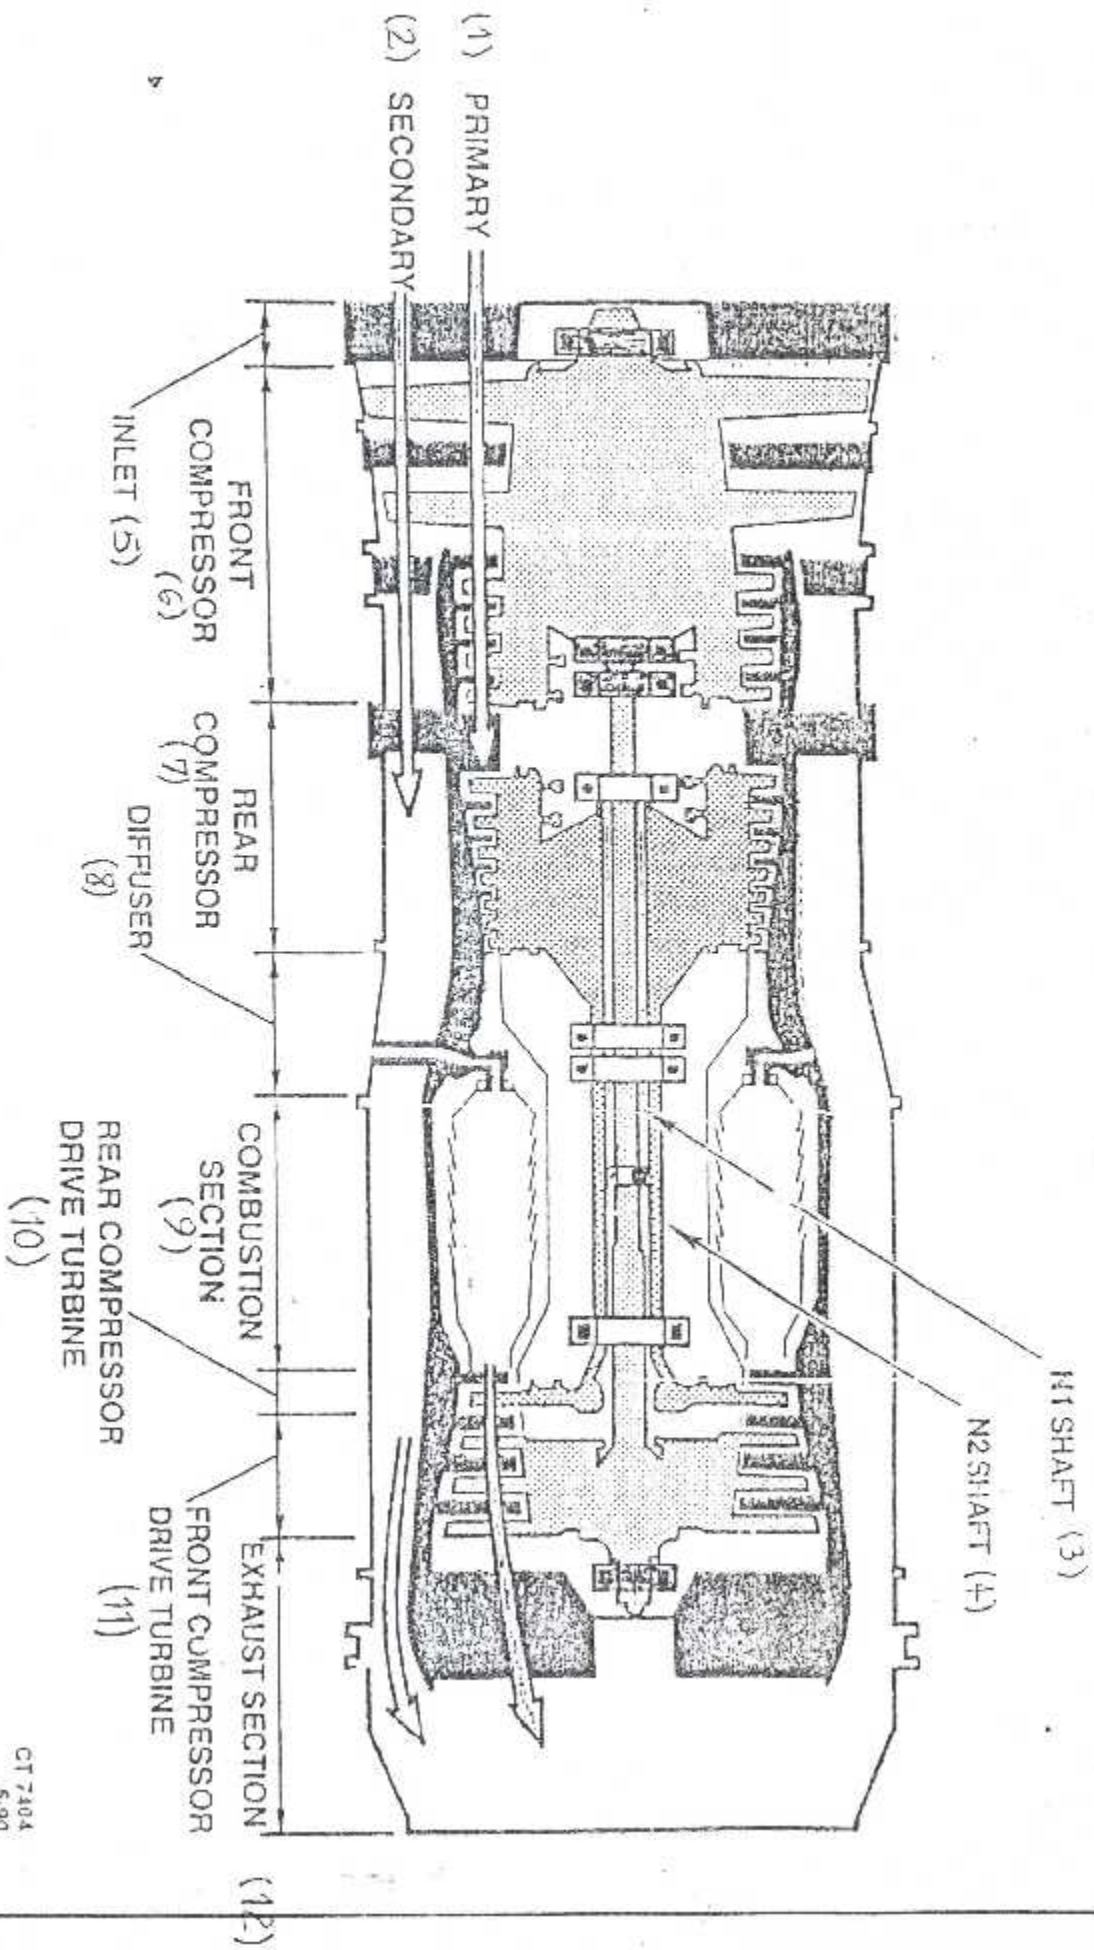 (1) PRIMARY
(2) SECONDARY
N1 SHAFT (3)
N2 SHAFT (4)
INLET (5)
FRONT
COMPRESSOR
(6)
REAR
COMPRESSOR
(7)
DIFFUSER
(8)
COMBUSTION
SECTION
(9)
REAR COMPRESSOR
DRIVE TURBINE
(10)
FRONT COMPRESSOR
DRIVE TURBINE
(11)
EXHAUST SECTION (12)
CT 7404
5-90